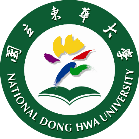 國立東華大學
NATIONAL DONG HWA UNIVERSITY